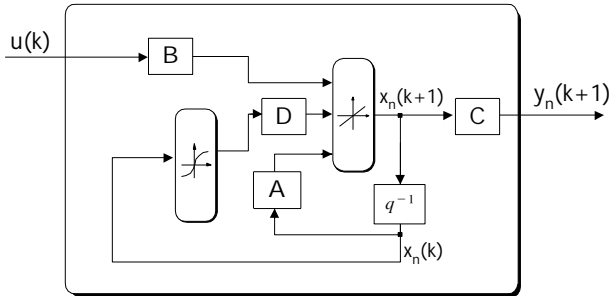 u(k)
B
D
A
xₙ(k+1)
C
yₙ(k+1)
q⁻¹
xₙ(k)